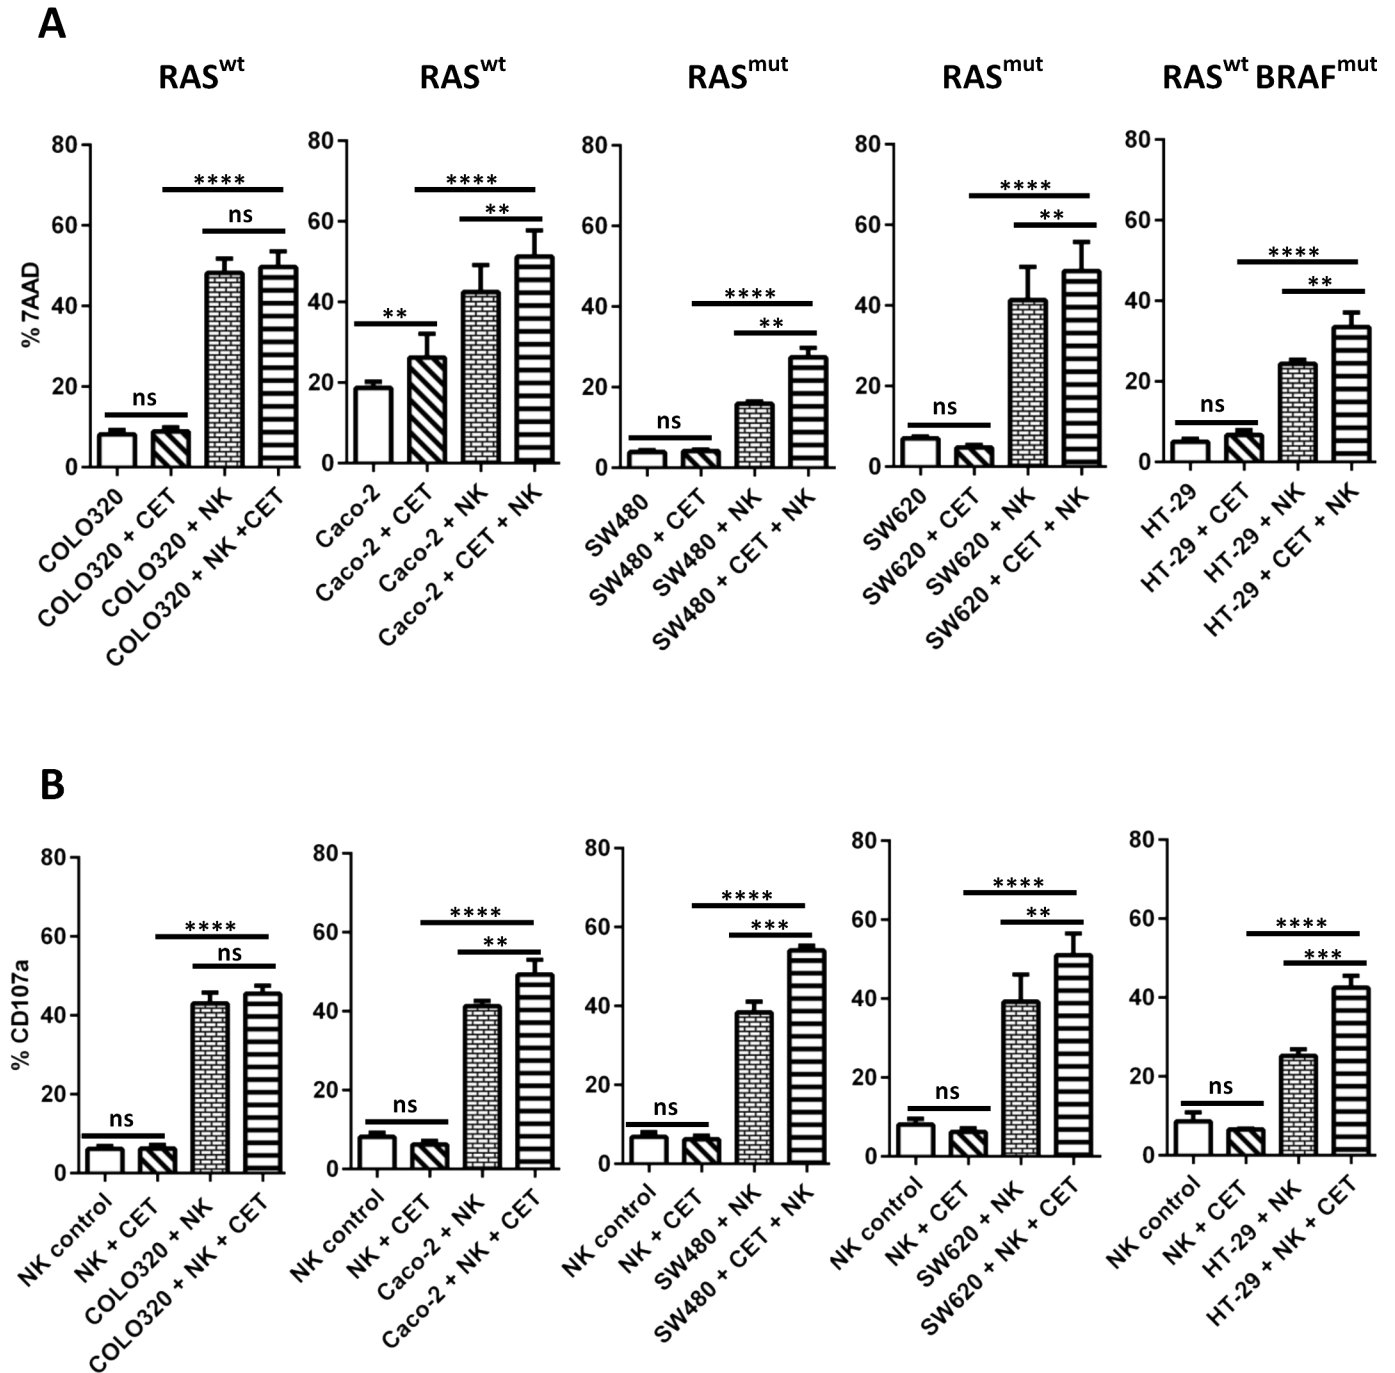 A
RASwt
RASwt
RASmut
RASmut
RASwt BRAFmut
% 7AAD
80
60
40
20
0
****
ns
ns
COLO320
COLO320 + CET
COLO320 + NK
COLO320 + NK +CET
80
60
40
20
0
****
**
**
Caco-2
Caco-2 + CET
Caco-2 + NK
Caco-2 + CET + NK
80
60
40
20
0
****
**
ns
SW480
SW480 + CET
SW480 + NK
SW480 + CET + NK
80
60
40
20
0
****
**
ns
SW620
SW620 + CET
SW620 + NK
SW620 + CET + NK
80
60
40
20
0
****
**
ns
HT-29
HT-29 + CET
HT-29 + NK
HT-29 + CET + NK
B
% CD107a
80
60
40
20
0
****
ns
ns
NK control
NK + CET
COLO320 + NK
COLO320 + NK + CET
80
60
40
20
0
****
**
ns
NK control
NK + CET
Caco-2 + NK
Caco-2 + NK + CET
80
60
40
20
0
****
***
ns
NK control
NK + CET
SW480 + NK
SW480 + CET + NK
80
60
40
20
0
****
**
ns
NK control
NK + CET
SW620 + NK
SW620 + NK + CET
80
60
40
20
0
****
***
ns
NK control
NK + CET
HT-29 + NK
HT-29 + NK + CET